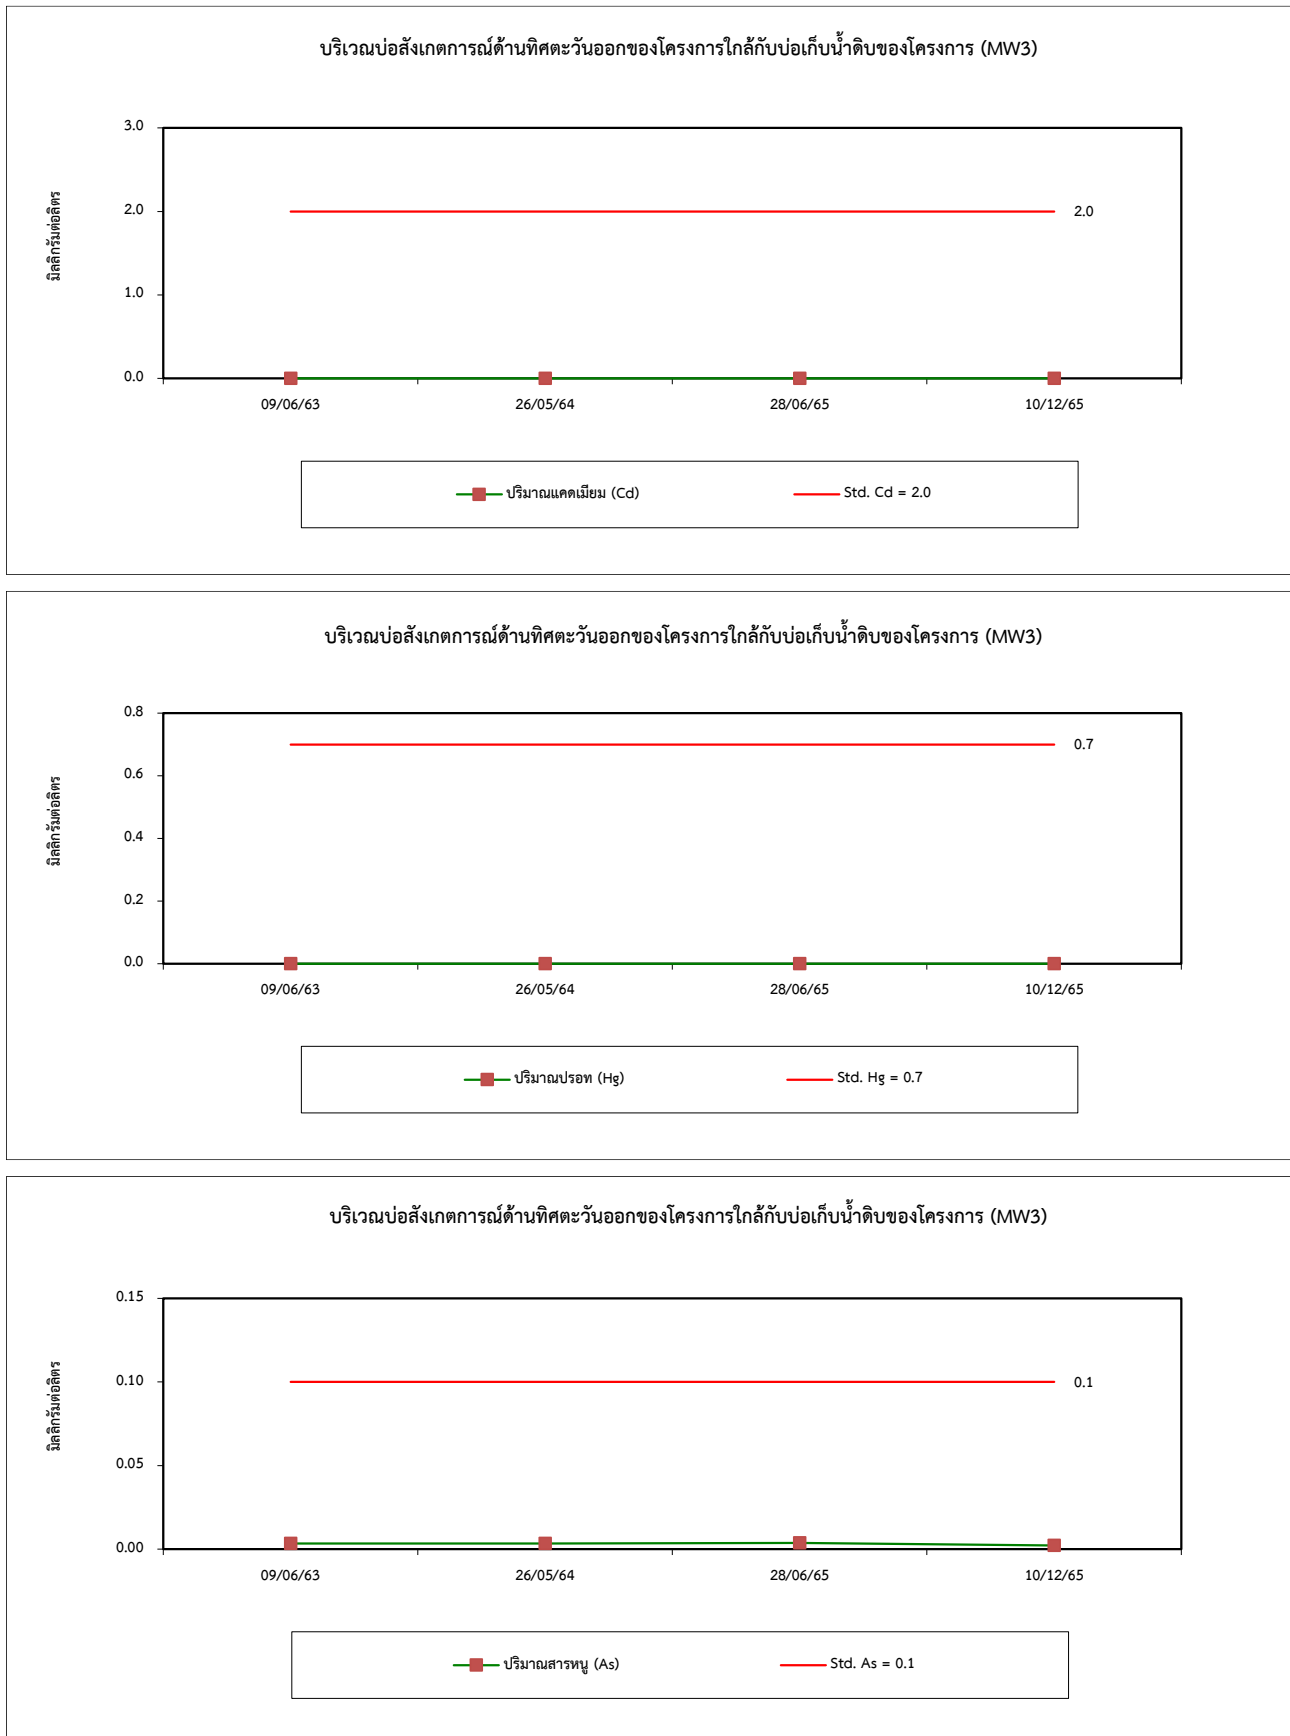 บริเวณบ่อสังเกตการณ์ด้านทิศตะวันออกของโครงการใกล้กับบ่อเก็บน้ำดิบของโครงการ (MW3)
มิลลิกรัมต่อลิตร
3.0
2.0
1.0
0.0
2.0
09/06/63 26/05/64 28/06/65 10/12/65
ปริมาณแคดเมียม (Cd) Std. Cd = 2.0
บริเวณบ่อสังเกตการณ์ด้านทิศตะวันออกของโครงการใกล้กับบ่อเก็บน้ำดิบของโครงการ (MW3)
มิลลิกรัมต่อลิตร
0.8
0.6
0.4
0.2
0.0
0.7
09/06/63 26/05/64 28/06/65 10/12/65
ปริมาณปรอท (Hg) Std. Hg = 0.7
บริเวณบ่อสังเกตการณ์ด้านทิศตะวันออกของโครงการใกล้กับบ่อเก็บน้ำดิบของโครงการ (MW3)
มิลลิกรัมต่อลิตร
0.15
0.10
0.05
0.00
0.1
09/06/63 26/05/64 28/06/65 10/12/65
ปริมาณสารหนู (As) Std. As = 0.1